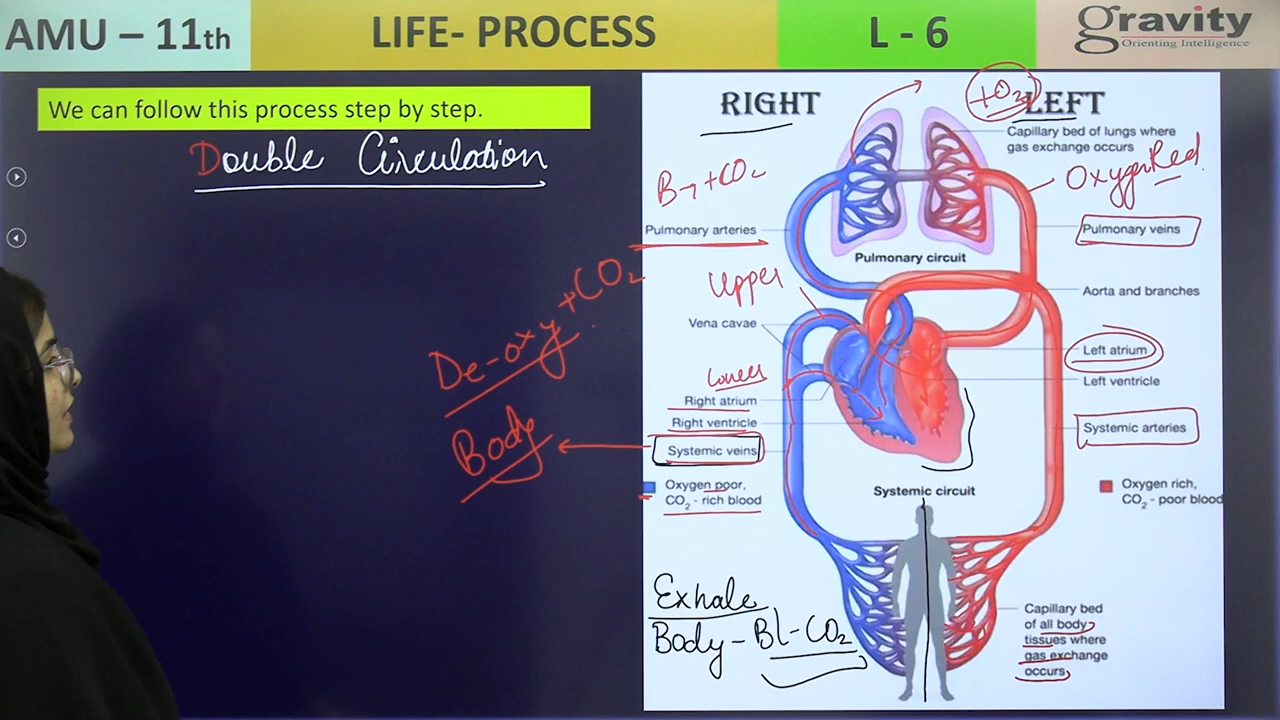 AMU – 11th
LIFE- PROCESS
L - 6
gravity
Orienting Intelligence
We can follow this process step by step.
Double Circulation
RIGHT
+O2
LEFT
Capillary bed of lungs where
gas exchange occurs
B→+CO2
Oxygen Red
Pulmonary arteries
Pulmonary veins
Pulmonary circuit
De-oxy+CO2
Upper
Aorta and branches
Vena cavae
Left atrium
Lower
Left ventricle
Right atrium
Right ventricle
Systemic arteries
Body
Systemic veins
Oxygen poor,
CO2 - rich blood
Systemic circuit
Oxygen rich,
CO2 - poor blood
Exhale
Body - Bl - CO2
Capillary bed
of all body
tissues where
gas exchange
occurs